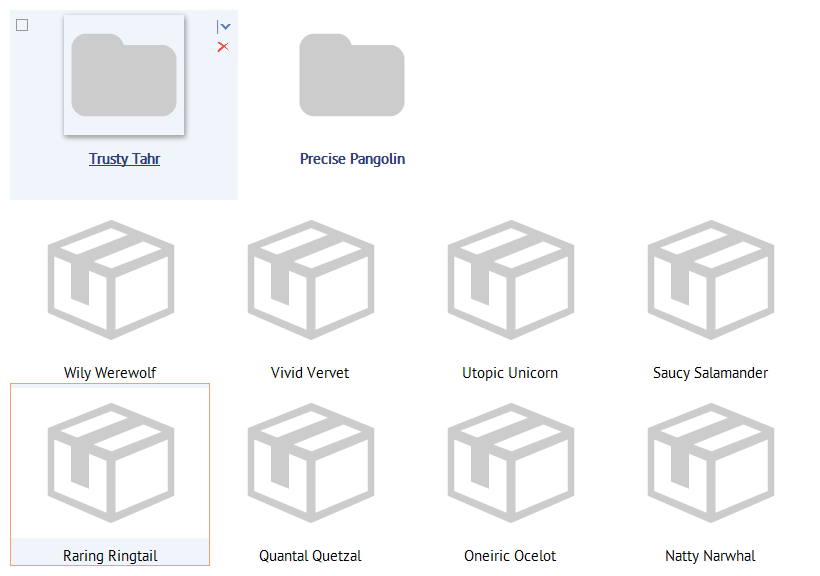 Trusty Tahr
Precise Pangolin
Wily Werewolf
Vivid Vervet
Utopic Unicorn
Saucy Salamander
Raring Ringtail
Quantal Quetzal
Oneiric Ocelot
Natty Narwhal